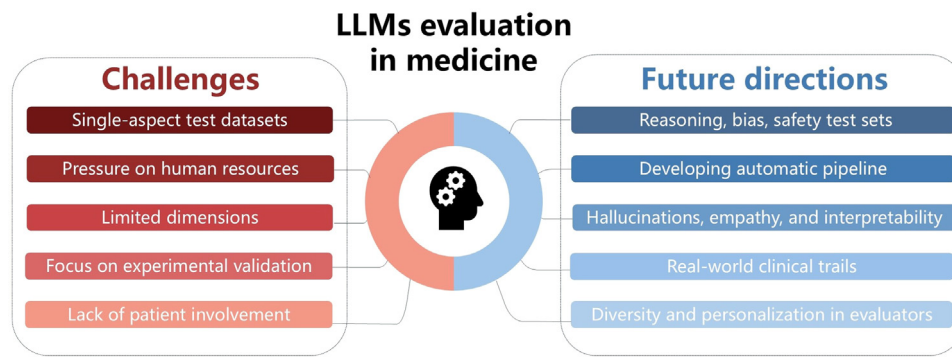 LLMs evaluation
in medicine
Challenges
Single-aspect test datasets
Pressure on human resources
Limited dimensions
Focus on experimental validation
Lack of patient involvement
Future directions
Reasoning, bias, safety test sets
Developing automatic pipeline
Hallucinations, empathy, and interpretability
Real-world clinical trails
Diversity and personalization in evaluators